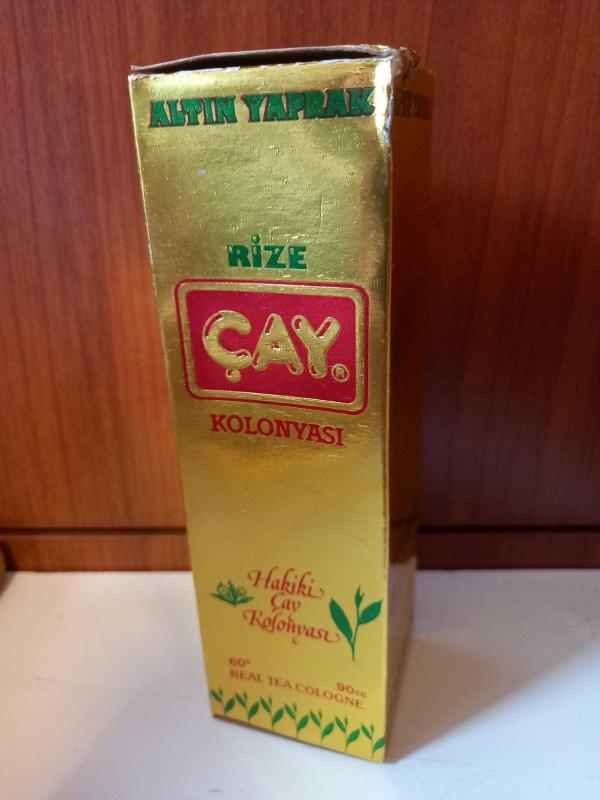 ALTIN YAPRAK
RİZE
ÇAY®
KOLONYASI
Hakiki
Çay
Kolonyası
60° 90cc
REAL TEA COLOGNE